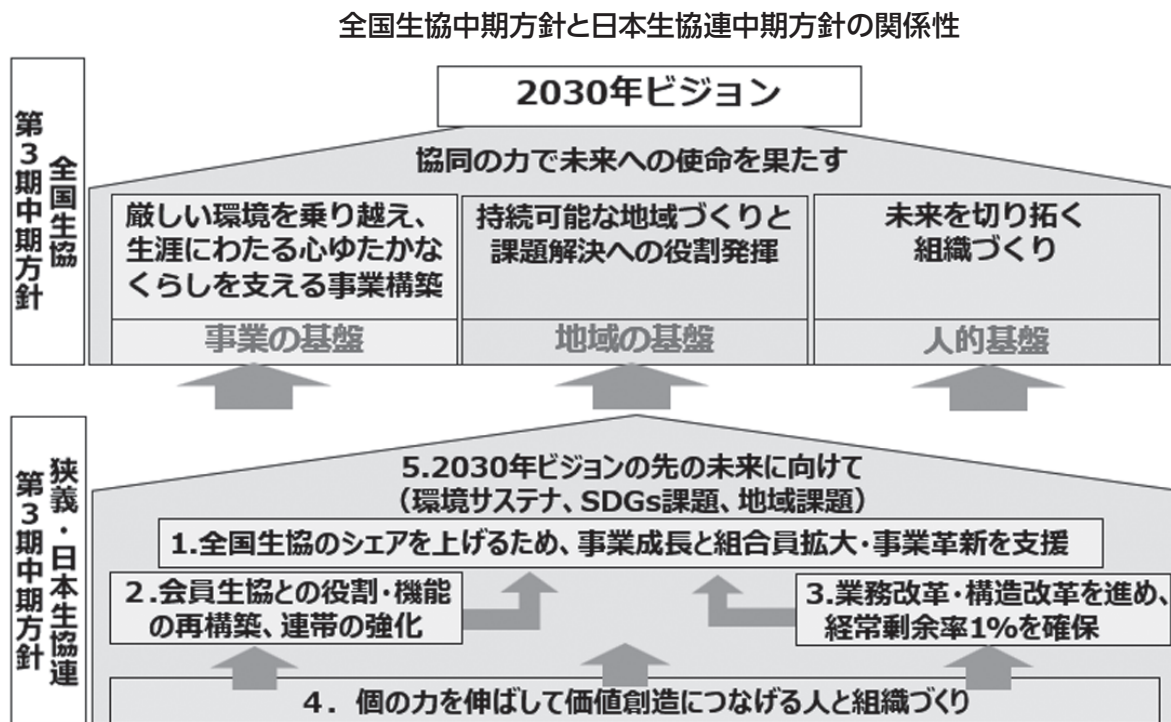 全国生協中期方針と日本生協連中期方針の関係性
全国生協
第3期中期方針
2030年ビジョン
協同の力で未来への使命を果たす
厳しい環境を乗り越え、
生涯にわたる心ゆたかな
くらしを支える事業構築
事業の基盤
持続可能な地域づくりと
課題解決への役割発揮
地域の基盤
未来を切り拓く
組織づくり
人的基盤
狭義・日本生協連
第3期中期方針
5.2030年ビジョンの先の未来に向けて
（環境サステナ、SDGs課題、地域課題）
1.全国生協のシェアを上げるため、事業成長と組合員拡大・事業革新を支援
2.会員生協との役割・機能
の再構築、連帯の強化
3.業務改革・構造改革を進め、
経常剰余率1%を確保
4. 個の力を伸ばして価値創造につなげる人と組織づくり